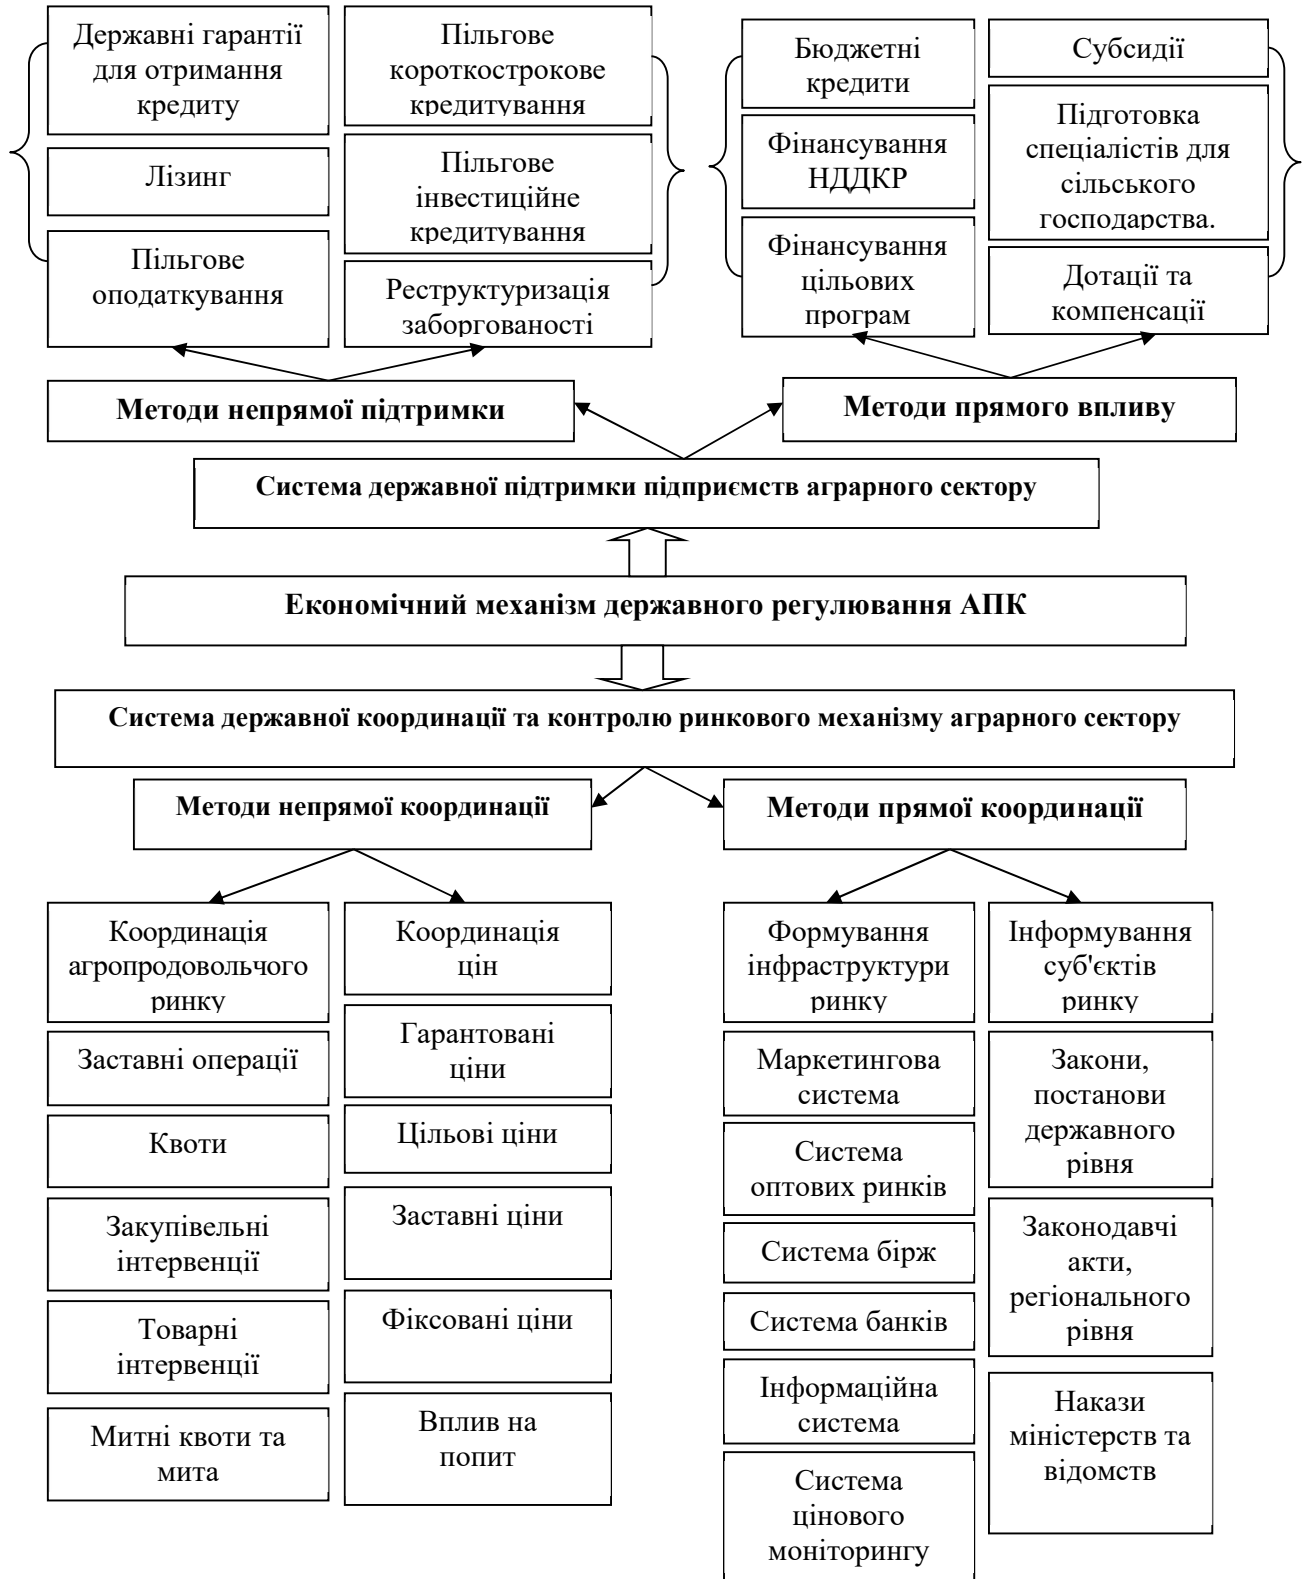 Державні гарантії
для отримання
кредиту
Лізинг
Пільгове
оподаткування
Пільгове
короткострокове
кредитування
Пільгове
інвестиційне
кредитування
Реструктуризація
заборгованості
Бюджетні
кредити
Фінансування
НДДКР
Фінансування
цільових
програм
Субсидії
Підготовка
спеціалістів для
сільського
господарства.
Дотації та
компенсації
Методи непрямої підтримки
Методи прямого впливу
Система державної підтримки підприємств аграрного сектору
Економічний механізм державного регулювання АПК
Система державної координації та контролю ринкового механізму аграрного сектору
Методи непрямої координації
Методи прямої координації
Координація
агропродовольчого
ринку
Заставні операції
Квоти
Закупівельні
інтервенції
Товарні
інтервенції
Митні квоти та
мита
Координація
цін
Гарантовані
ціни
Цільові ціни
Заставні ціни
Фіксовані ціни
Вплив на
попит
Формування
інфраструктури
ринку
Маркетингова
система
Система
оптових ринків
Система бірж
Система банків
Інформаційна
система
Система
цінового
моніторингу
Інформування
суб'єктів
ринку
Закони,
постанови
державного
рівня
Законодавчі
акти,
регіонального
рівня
Накази
міністерств та
відомств